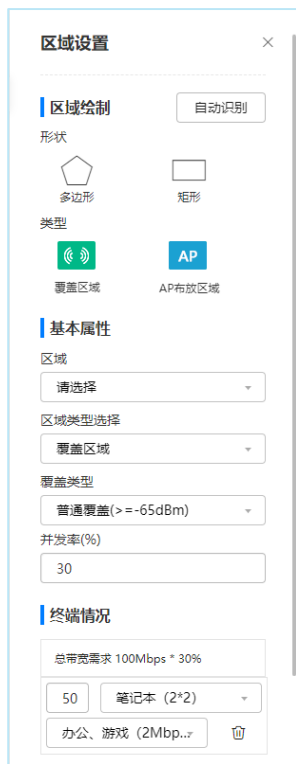 区域设置
区域绘制 自动识别
形状
多边形 矩形
类型
AP
覆盖区域 AP布放区域
基本属性
区域
请选择
区域类型选择
覆盖区域
覆盖类型
普通覆盖(>=-65dBm)
并发率(%)
30
终端情况
总带宽需求 100Mbps * 30%
50 笔记本（2*2）
办公、游戏（2Mbp...